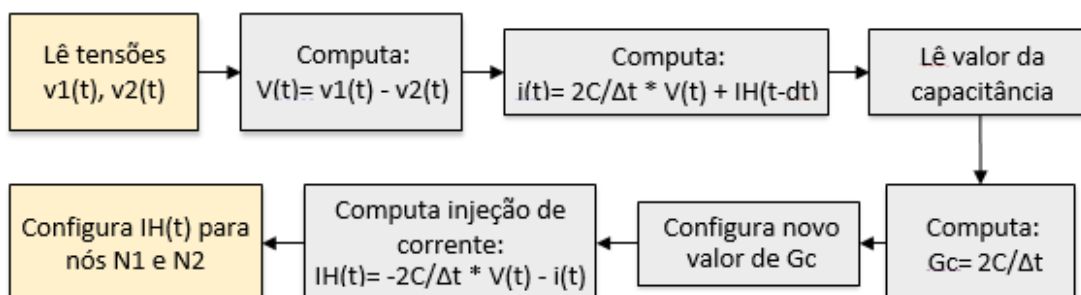 Lê tensões
v1(t), v2(t)
Computa:
V(t)= v1(t) - v2(t)
Computa:
i(t)= 2C/Δt * V(t) + IH(t-dt)
Lê valor da
capacitância
Computa:
Gc= 2C/Δt
Configura novo
valor de Gc
Computa injeção de
corrente:
IH(t)= -2C/Δt * V(t) - i(t)
Configura IH(t) para
nós N1 e N2